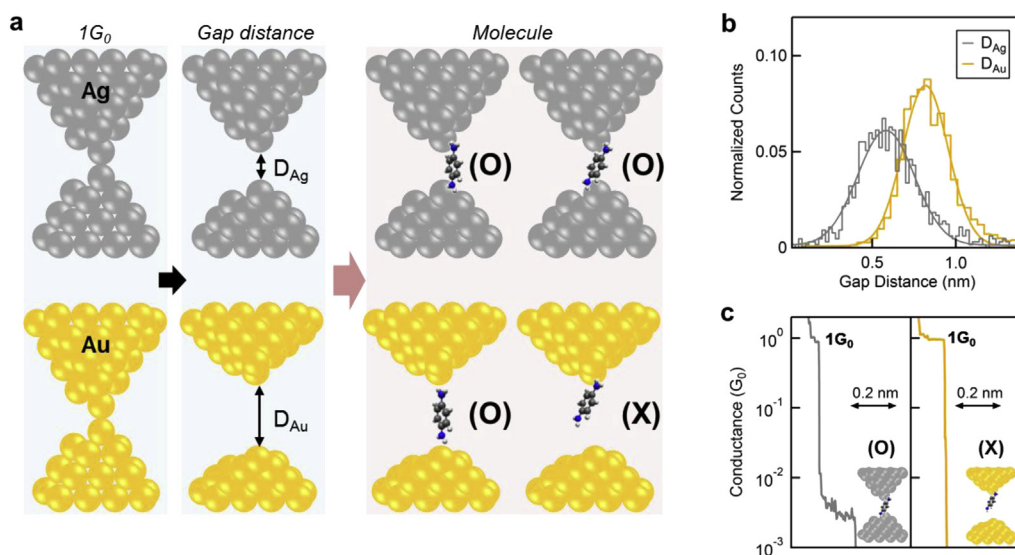 a
1G₀
Gap distance
Molecule
Ag
D_Ag
(O)
(O)
Au
D_Au
(O)
(X)
b
Normalized Counts
0.10
0.05
0
D_Ag
D_Au
0.5
1.0
Gap Distance (nm)
c
Conductance (G₀)
10⁰
10⁻¹
10⁻²
10⁻³
1G₀
0.2 nm
(O)
1G₀
0.2 nm
(X)